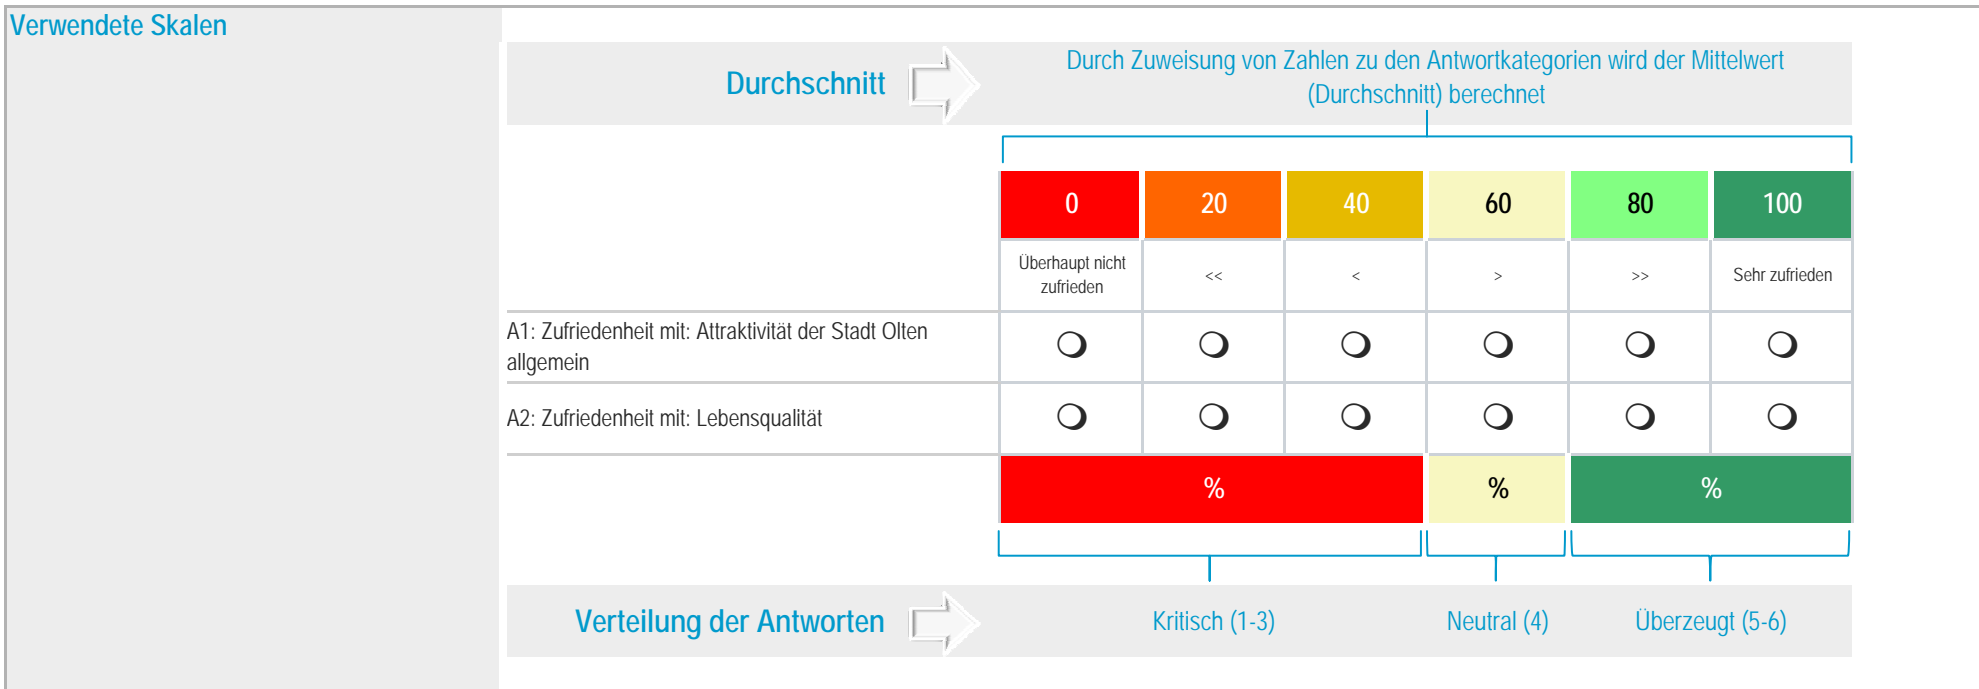 Verwendete Skalen
Durchschnitt
Durch Zuweisung von Zahlen zu den Antwortkategorien wird der Mittelwert
(Durchschnitt) berechnet
0 20 40 60 80 100
Überhaupt nicht
zufrieden
<< < > >> Sehr zufrieden
A1: Zufriedenheit mit: Attraktivität der Stadt Olten
allgemein
A2: Zufriedenheit mit: Lebensqualität
% % %
Verteilung der Antworten
Kritisch (1-3) Neutral (4) Überzeugt (5-6)